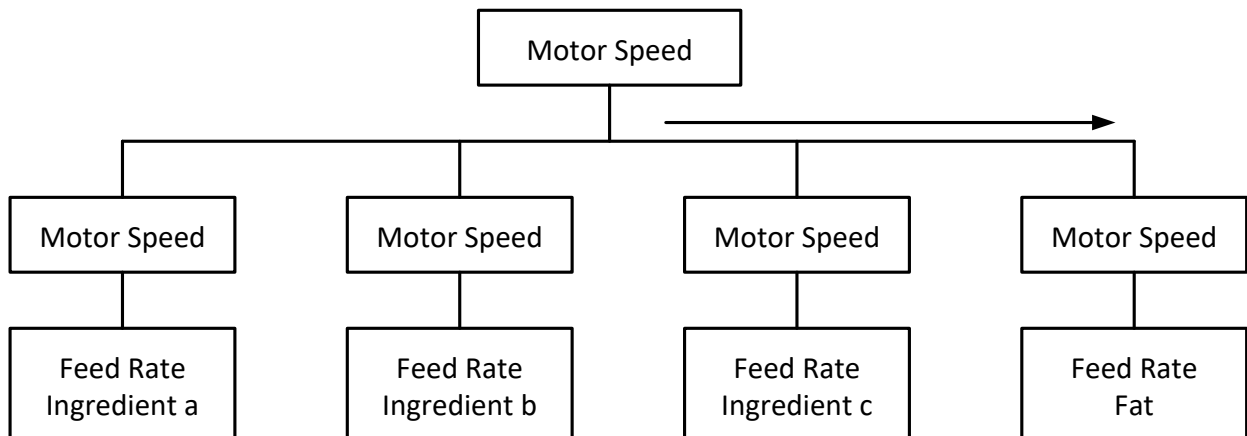 Motor Speed
Motor Speed
Motor Speed
Motor Speed
Motor Speed
Feed Rate
Ingredient a
Feed Rate
Ingredient b
Feed Rate
Ingredient c
Feed Rate
Fat